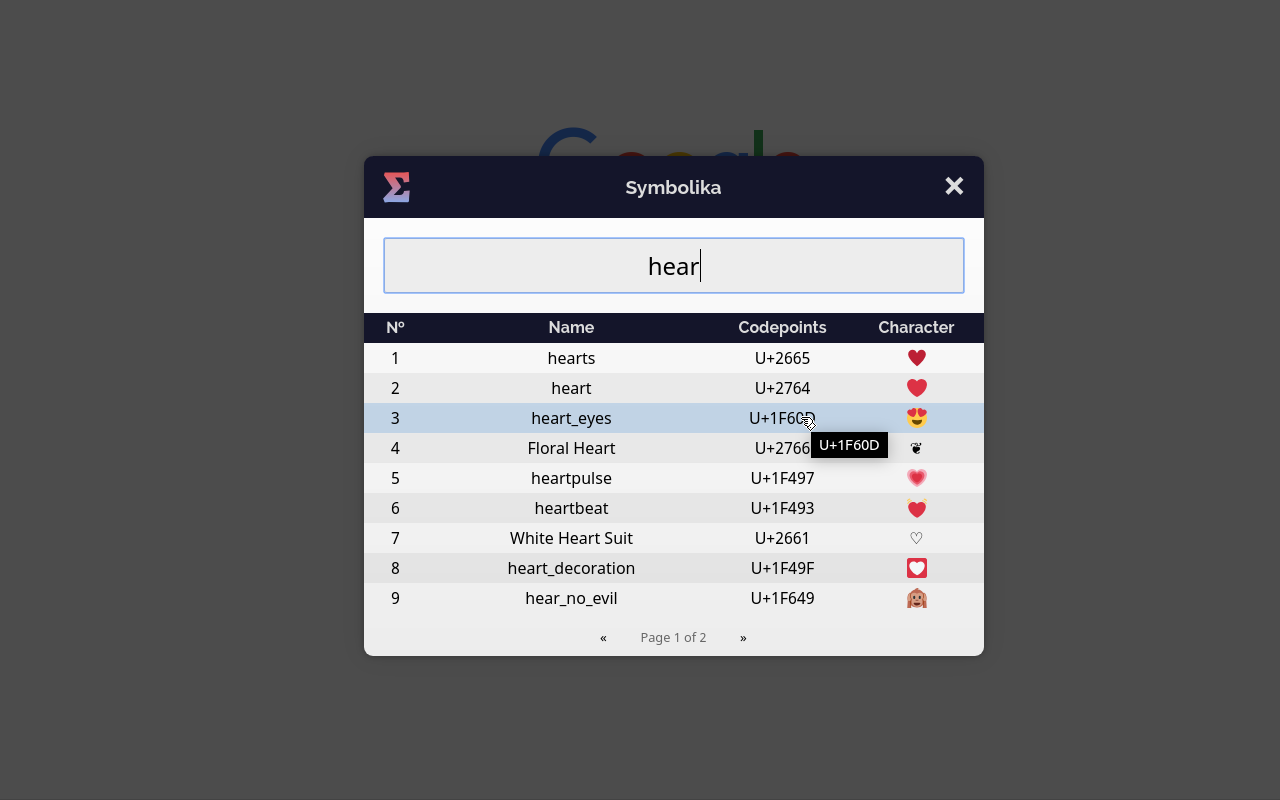 Google
Symbolika
hear
Nº Name Codepoints Character
1 hearts U+2665 ♥
2 heart U+2764 ❤
3 heart_eyes U+1F60D 😍
U+1F60D
4 Floral Heart U+2766 ❦
5 heartpulse U+1F497 💗
6 heartbeat U+1F493 💓
7 White Heart Suit U+2661 ♡
8 heart_decoration U+1F49F 💟
9 hear_no_evil U+1F649 🙉
« Page 1 of 2 »